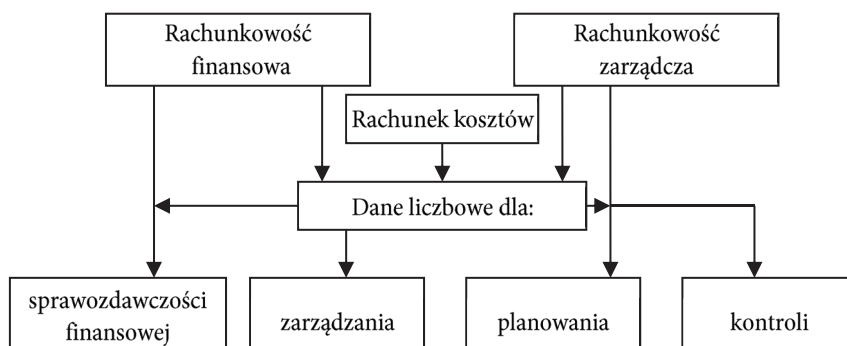 Rachunkowość
finansowa
Rachunkowość
zarządcza
Rachunek kosztów
Dane liczbowe dla:
sprawozdawczości
finansowej
zarządzania
planowania
kontroli